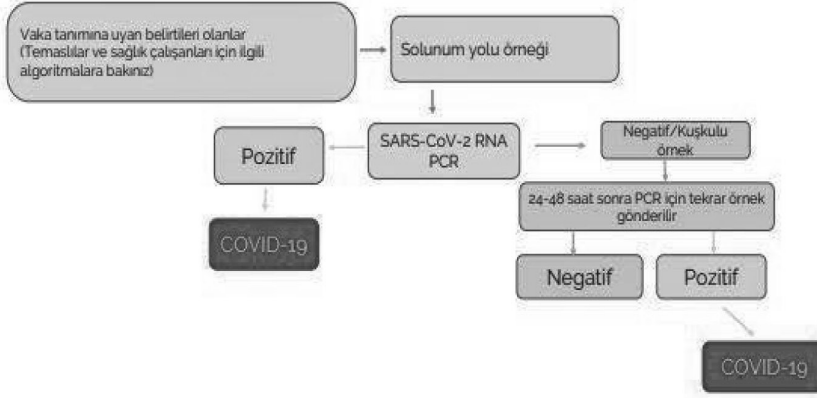 Vaka tanımına uyan belirtileri olanlar
(Temaslılar ve sağlık çalışanları için ilgili
algoritmalara bakınız)
Solunum yolu örneği
Pozitif
SARS-CoV-2 RNA
PCR
Negatif/Kuşkulu
örnek
24-48 saat sonra PCR için tekrar örnek
gönderilir
COVID-19
Negatif
Pozitif
COVID-19